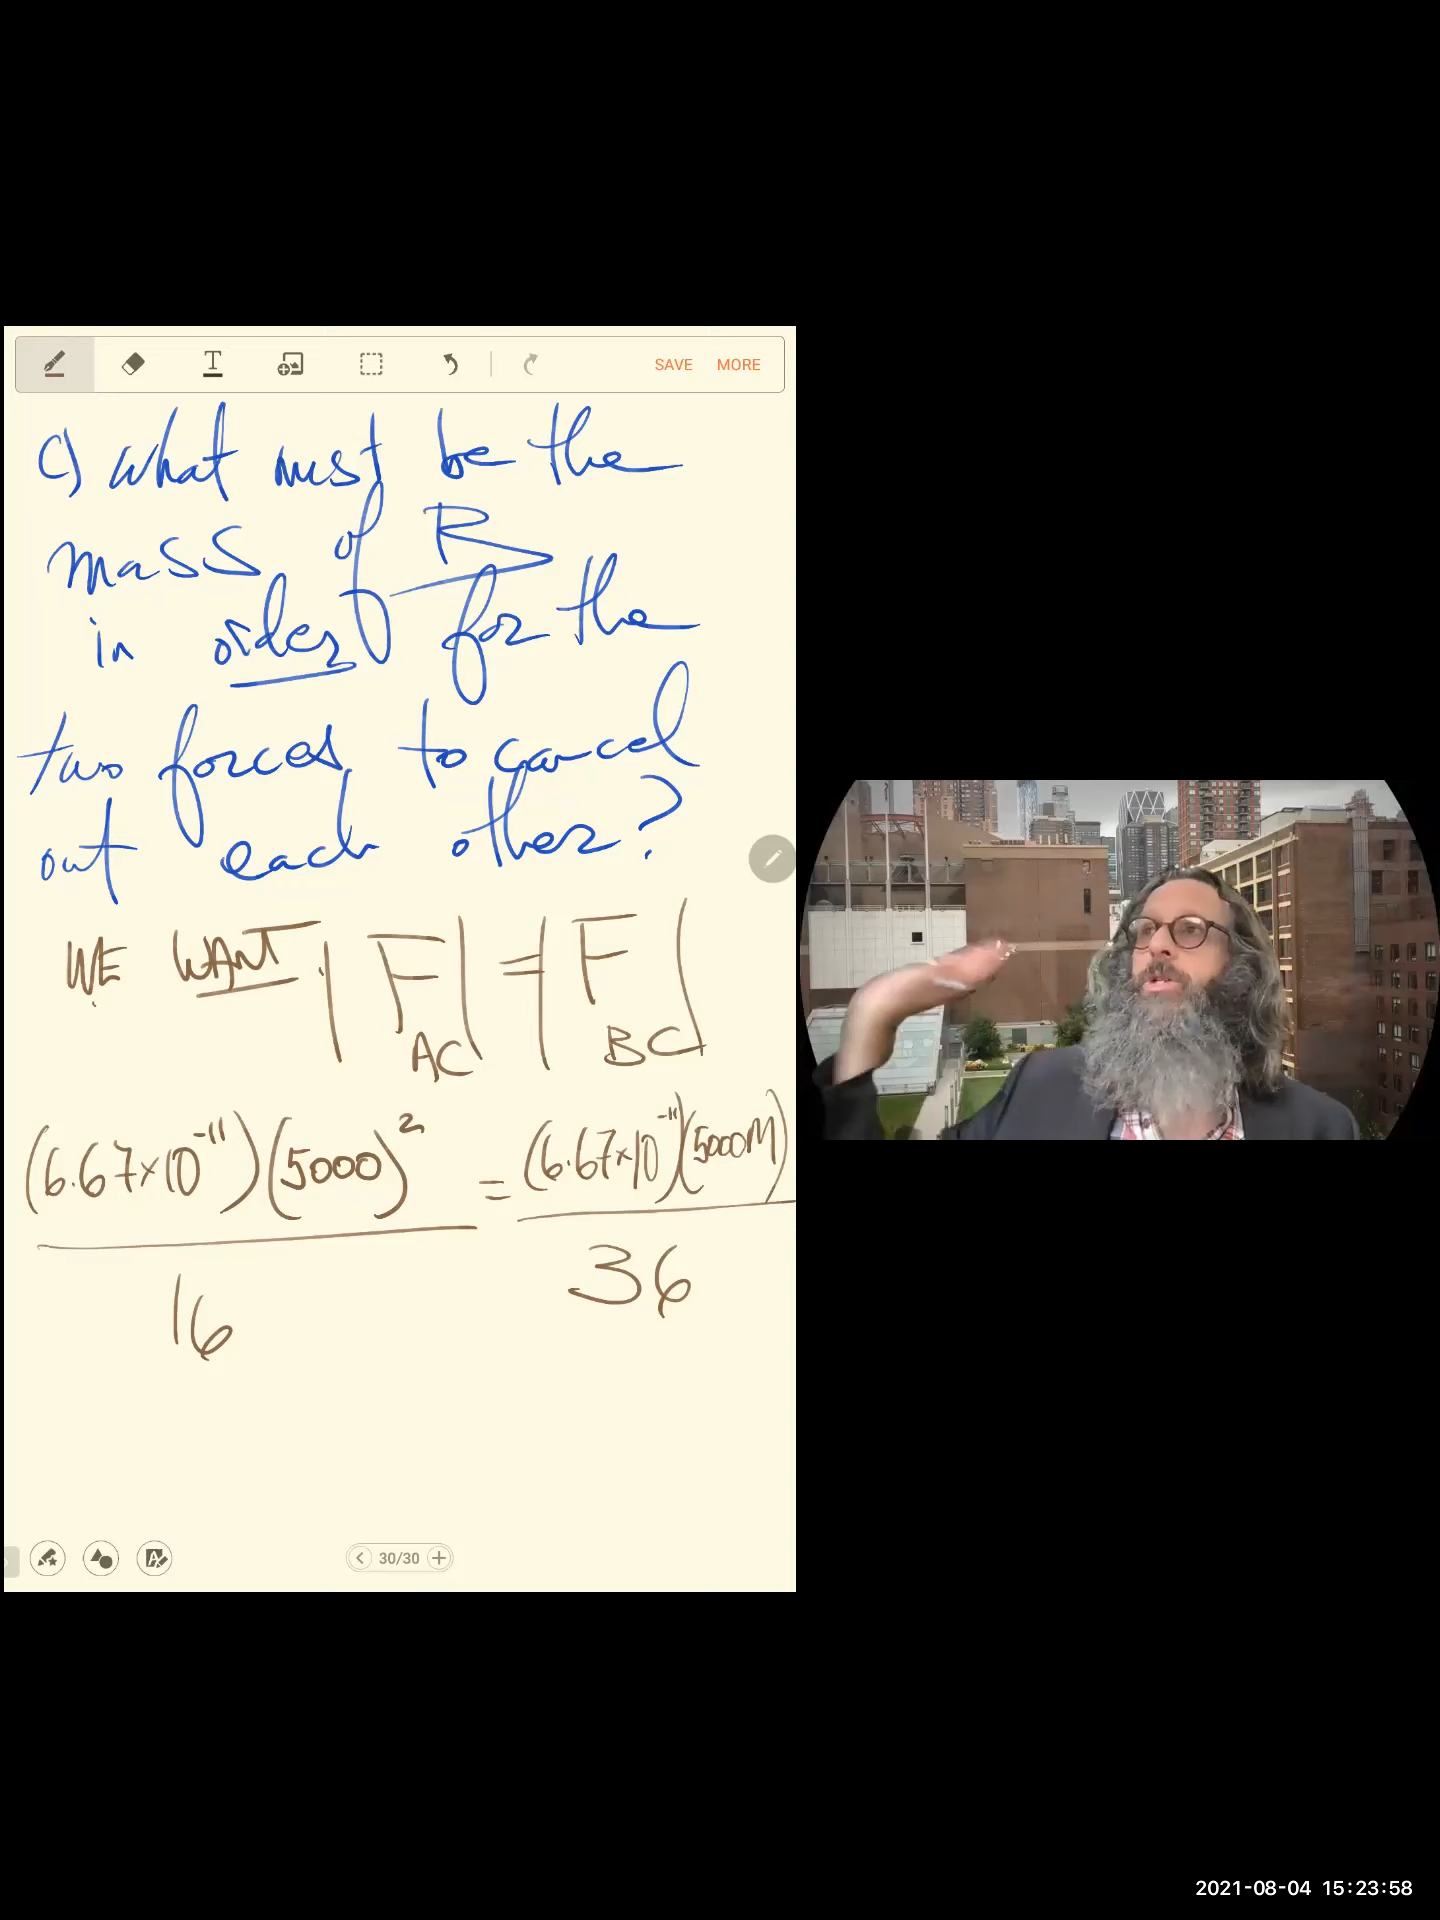 SAVE MORE
c) what must be the
mass of B
in order for the
two forces to cancel
out each other?
WE WANT |F_AC| = |F_BC|
(6.67×10⁻¹¹)(5000)² = (6.67×10⁻¹¹)(5000M)
16 36
30/30
2021-08-04 15:23:58